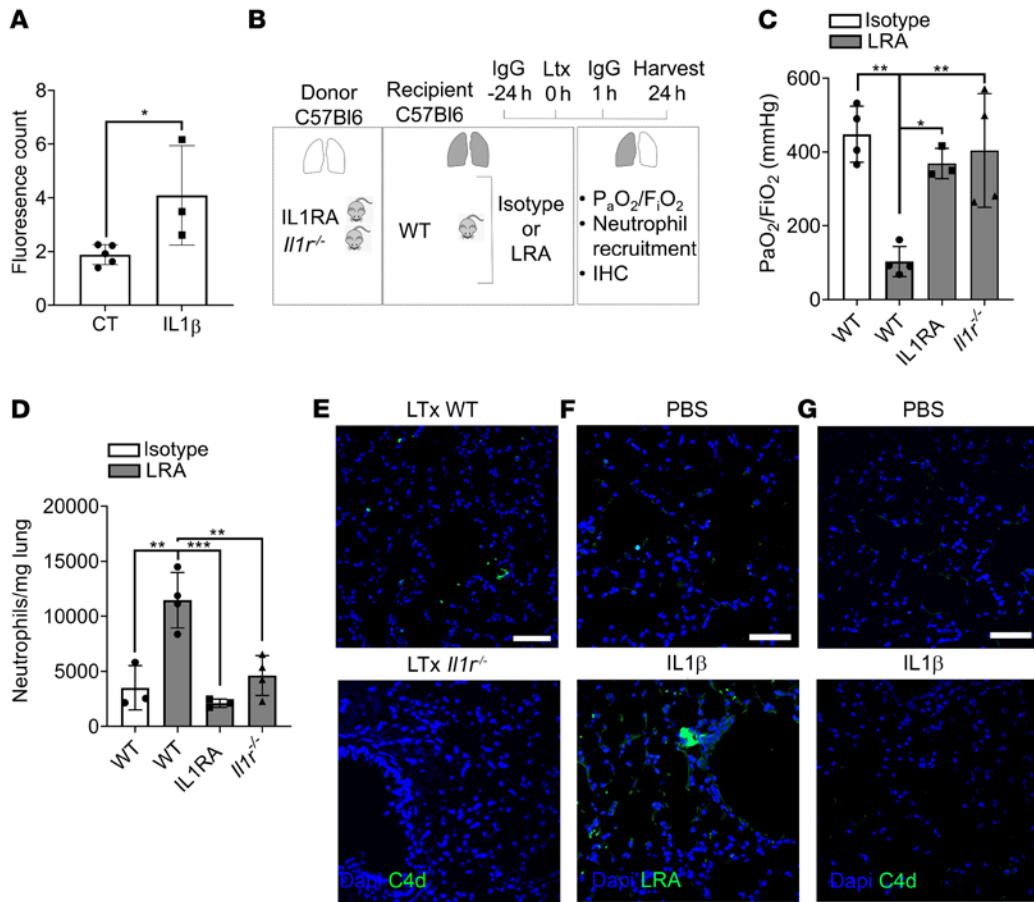 A
Fluoresence count
8
6
4
2
0
*
CT
IL1β
B
Donor
C57Bl6
Recipient
C57Bl6
IgG Ltx IgG Harvest
-24 h 0 h 1 h 24 h
IL1RA
Il1r-/-
WT
Isotype
or
LRA
• PaO2/FiO2
• Neutrophil
recruitment
• IHC
C
Isotype
LRA
PaO2/FiO2 (mmHg)
600
400
200
0
** **
*
WT
WT
IL1RA
Il1r-/-
D
Isotype
LRA
Neutrophils/mg lung
20000
15000
10000
5000
0
**
** ***
WT
WT
IL1RA
Il1r-/-
E
LTx WT
LTx Il1r-/-
Dapi C4d
F
PBS
IL1β
Dapi LRA
G
PBS
IL1β
Dapi C4d